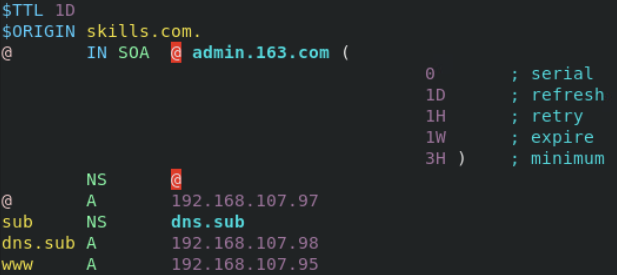 $TTL 1D
$ORIGIN skills.com.
@ IN SOA @ admin.163.com (
0 ; serial
1D ; refresh
1H ; retry
1W ; expire
3H ) ; minimum
NS @
@ A 192.168.107.97
sub NS dns.sub
dns.sub A 192.168.107.98
www A 192.168.107.95